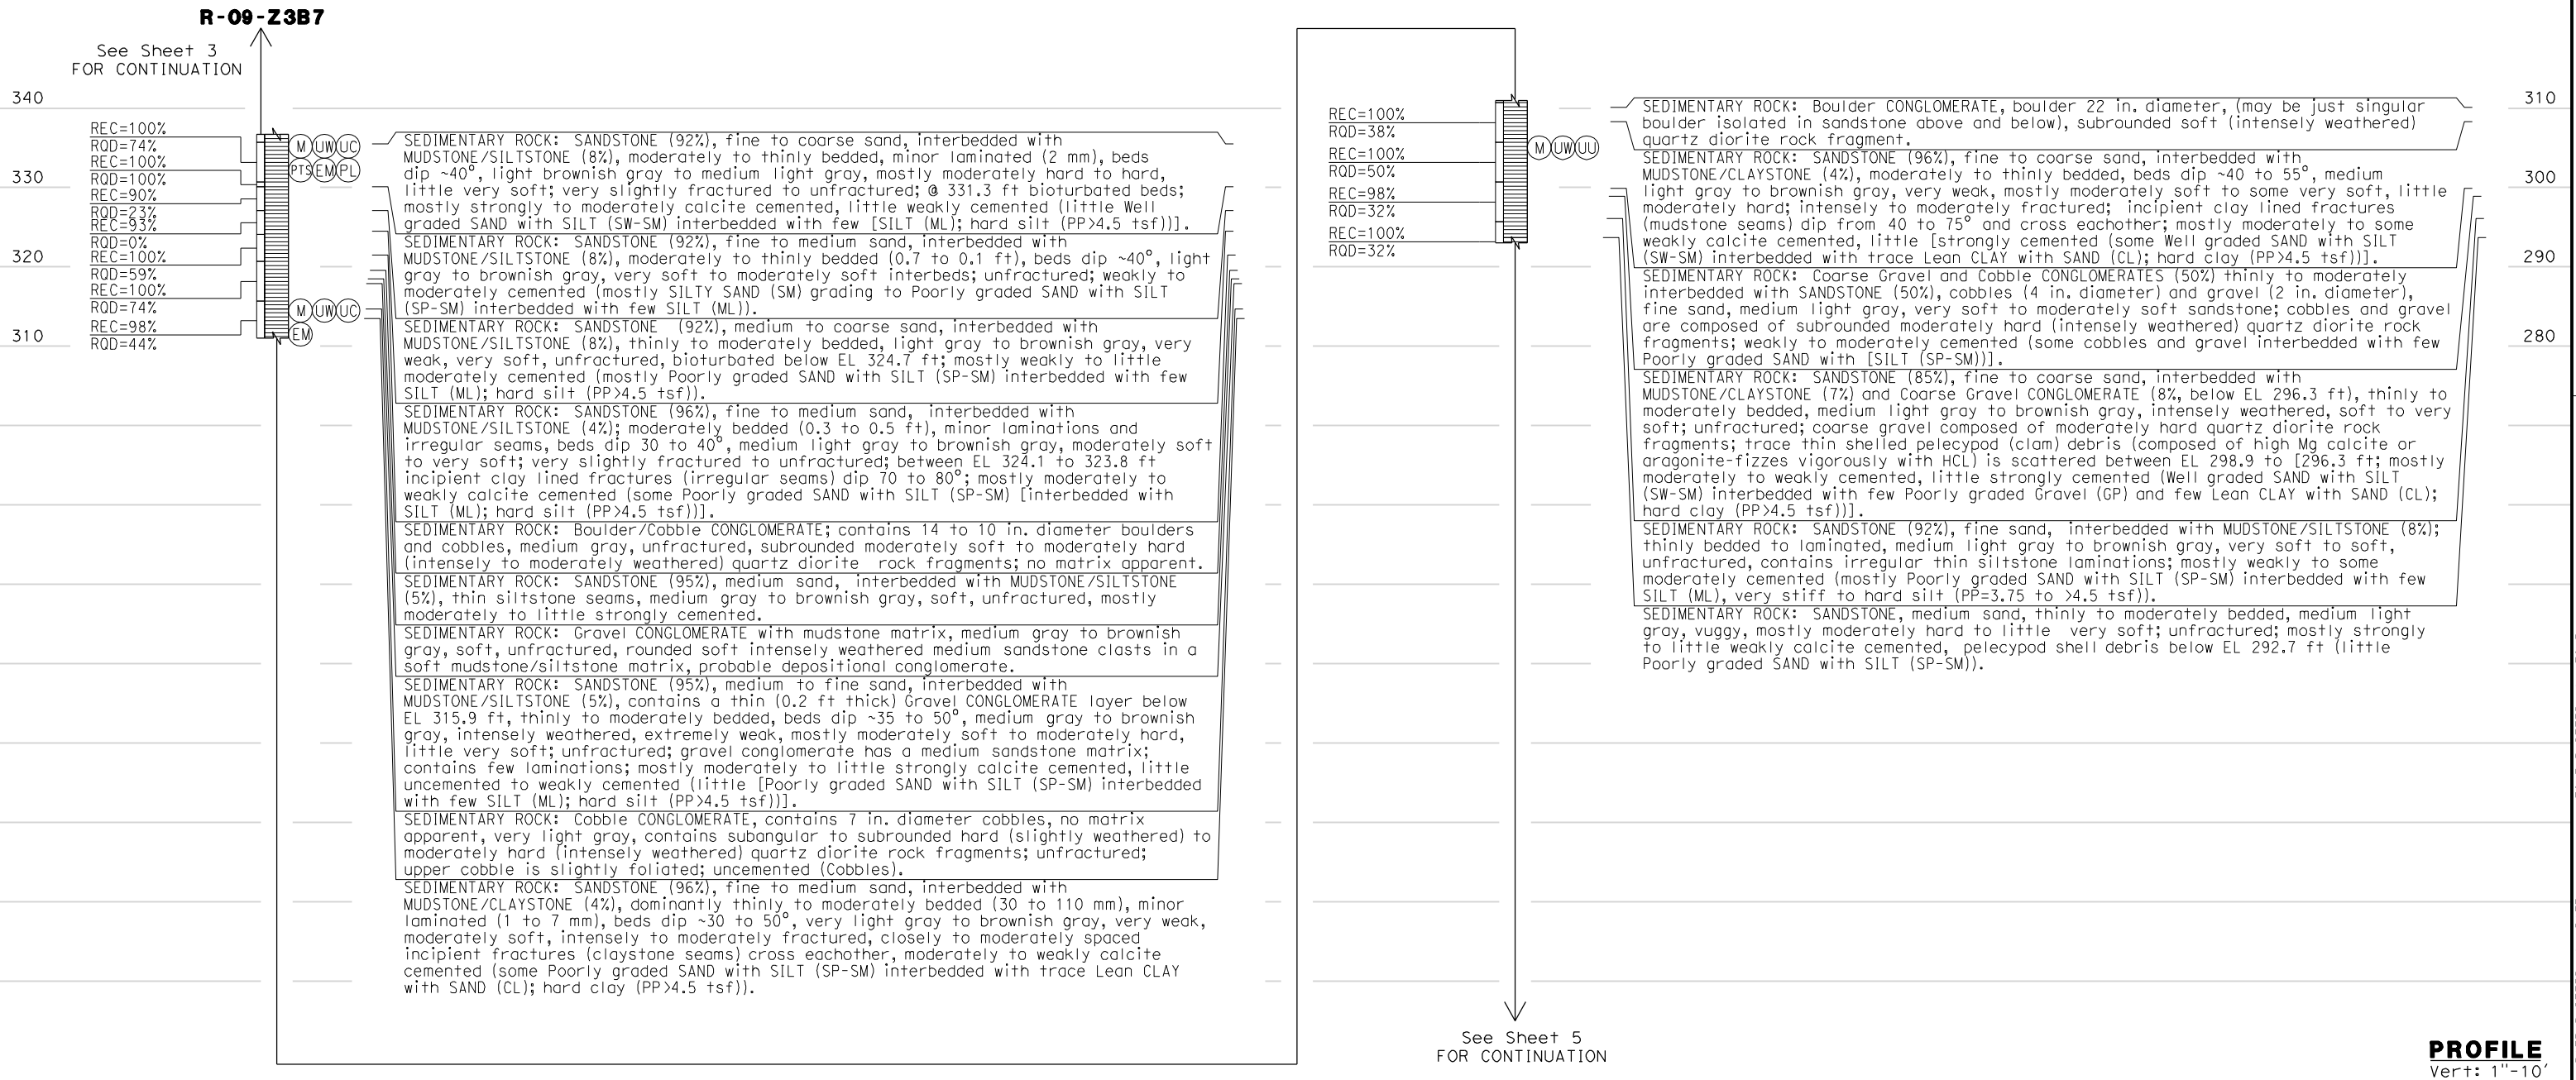 R-09-Z3B7
See Sheet 3
FOR CONTINUATION
340
330
320
310
REC=100%
RQD=74%
REC=100%
RQD=100%
REC=90%
RQD=23%
REC=93%
RQD=0%
REC=100%
RQD=59%
REC=100%
RQD=74%
REC=98%
RQD=44%
M UW UC
PTS EM PL
M UW UC
EM
SEDIMENTARY ROCK: SANDSTONE (92%), fine to coarse sand, interbedded with
MUDSTONE/SILTSTONE (8%), moderately to thinly bedded, minor laminated (2 mm), beds
dip ~40°, light brownish gray to medium light gray, mostly moderately hard to hard,
little very soft; very slightly fractured to unfractured; @ 331.3 ft bioturbated beds;
mostly strongly to moderately calcite cemented, little weakly cemented (little Well
graded SAND with SILT (SW-SM) interbedded with few [SILT (ML); hard silt (PP>4.5 tsf))].
SEDIMENTARY ROCK: SANDSTONE (92%), fine to medium sand, interbedded with
MUDSTONE/SILTSTONE (8%), moderately to thinly bedded (0.7 to 0.1 ft), beds dip ~40°, light
gray to brownish gray, very soft to moderately soft interbeds; unfractured; weakly to
moderately cemented (mostly SILTY SAND (SM) grading to Poorly graded SAND with SILT
(SP-SM) interbedded with few SILT (ML)).
SEDIMENTARY ROCK: SANDSTONE (92%), medium to coarse sand, interbedded with
MUDSTONE/SILTSTONE (8%), thinly to moderately bedded, light gray to brownish gray, very
weak, very soft, unfractured, bioturbated below EL 324.7 ft; mostly weakly to little
moderately cemented (mostly Poorly graded SAND with SILT (SP-SM) interbedded with few
SILT (ML); hard silt (PP>4.5 tsf)).
SEDIMENTARY ROCK: SANDSTONE (96%), fine to medium sand, interbedded with
MUDSTONE/SILTSTONE (4%); moderately bedded (0.3 to 0.5 ft), minor laminations and
irregular seams, beds dip 30 to 40°, medium light gray to brownish gray, moderately soft
to very soft; very slightly fractured to unfractured; between EL 324.1 to 323.8 ft
incipient clay lined fractures (irregular seams) dip 70 to 80°; mostly moderately to
weakly calcite cemented (some Poorly graded SAND with SILT (SP-SM) [interbedded with
SILT (ML); hard silt (PP>4.5 tsf))].
SEDIMENTARY ROCK: Boulder/Cobble CONGLOMERATE; contains 14 to 10 in. diameter boulders
and cobbles, medium gray, unfractured, subrounded moderately soft to moderately hard
(intensely to moderately weathered) quartz diorite rock fragments; no matrix apparent.
SEDIMENTARY ROCK: SANDSTONE (95%), medium sand, interbedded with MUDSTONE/SILTSTONE
(5%), thin siltstone seams, medium gray to brownish gray, soft, unfractured, mostly
moderately to little strongly cemented.
SEDIMENTARY ROCK: Gravel CONGLOMERATE with mudstone matrix, medium gray to brownish
gray, soft, unfractured, rounded soft intensely weathered medium sandstone clasts in a
soft mudstone/siltstone matrix, probable depositional conglomerate.
SEDIMENTARY ROCK: SANDSTONE (95%), medium to fine sand, interbedded with
MUDSTONE/SILTSTONE (5%), contains a thin (0.2 ft thick) Gravel CONGLOMERATE layer below
EL 315.9 ft, thinly to moderately bedded, beds dip ~35 to 50°, medium gray to brownish
gray, intensely weathered, extremely weak, mostly moderately soft to moderately hard,
little very soft; unfractured; gravel conglomerate has a medium sandstone matrix;
contains few laminations; mostly moderately to little strongly calcite cemented, little
uncemented to weakly cemented (little [Poorly graded SAND with SILT (SP-SM) interbedded
with few SILT (ML); hard silt (PP>4.5 tsf))].
SEDIMENTARY ROCK: Cobble CONGLOMERATE, contains 7 in. diameter cobbles, no matrix
apparent, very light gray, contains subangular to subrounded hard (slightly weathered) to
moderately hard (intensely weathered) quartz diorite rock fragments; unfractured;
upper cobble is slightly foliated; uncemented (Cobbles).
SEDIMENTARY ROCK: SANDSTONE (96%), fine to medium sand, interbedded with
MUDSTONE/CLAYSTONE (4%), dominantly thinly to moderately bedded (30 to 110 mm), minor
laminated (1 to 7 mm), beds dip ~30 to 50°, very light gray to brownish gray, very weak,
moderately soft, intensely to moderately fractured, closely to moderately spaced
incipient fractures (claystone seams) cross eachother, moderately to weakly calcite
cemented (some Poorly graded SAND with SILT (SP-SM) interbedded with trace Lean CLAY
with SAND (CL); hard clay (PP>4.5 tsf)).
REC=100%
RQD=38%
REC=100%
RQD=50%
REC=98%
RQD=32%
REC=100%
RQD=32%
M UW UU
SEDIMENTARY ROCK: Boulder CONGLOMERATE, boulder 22 in. diameter, (may be just singular
boulder isolated in sandstone above and below), subrounded soft (intensely weathered)
quartz diorite rock fragment.
SEDIMENTARY ROCK: SANDSTONE (96%), fine to coarse sand, interbedded with
MUDSTONE/CLAYSTONE (4%), moderately to thinly bedded, beds dip ~40 to 55°, medium
light gray to brownish gray, very weak, mostly moderately soft to some very soft, little
moderately hard; intensely to moderately fractured; incipient clay lined fractures
(mudstone seams) dip from 40 to 75° and cross eachother; mostly moderately to some
weakly calcite cemented, little [strongly cemented (some Well graded SAND with SILT
(SW-SM) interbedded with trace Lean CLAY with SAND (CL); hard clay (PP>4.5 tsf))].
SEDIMENTARY ROCK: Coarse Gravel and Cobble CONGLOMERATES (50%) thinly to moderately
interbedded with SANDSTONE (50%), cobbles (4 in. diameter) and gravel (2 in. diameter),
fine sand, medium light gray, very soft to moderately soft sandstone; cobbles and gravel
are composed of subrounded moderately hard (intensely weathered) quartz diorite rock
fragments; weakly to moderately cemented (some cobbles and gravel interbedded with few
Poorly graded SAND with [SILT (SP-SM))].
SEDIMENTARY ROCK: SANDSTONE (85%), fine to coarse sand, interbedded with
MUDSTONE/CLAYSTONE (7%) and Coarse Gravel CONGLOMERATE (8%, below EL 296.3 ft), thinly to
moderately bedded, medium light gray to brownish gray, intensely weathered, soft to very
soft; unfractured; coarse gravel composed of moderately hard quartz diorite rock
fragments; trace thin shelled pelecypod (clam) debris (composed of high Mg calcite or
aragonite-fizzes vigorously with HCL) is scattered between EL 298.9 to [296.3 ft; mostly
moderately to weakly cemented, little strongly cemented (Well graded SAND with SILT
(SW-SM) interbedded with few Poorly graded Gravel (GP) and few Lean CLAY with SAND (CL);
hard clay (PP>4.5 tsf))].
SEDIMENTARY ROCK: SANDSTONE (92%), fine sand, interbedded with MUDSTONE/SILTSTONE (8%);
thinly bedded to laminated, medium light gray to brownish gray, very soft to soft,
unfractured, contains irregular thin siltstone laminations; mostly weakly to some
moderately cemented (mostly Poorly graded SAND with SILT (SP-SM) interbedded with few
SILT (ML), very stiff to hard silt (PP=3.75 to >4.5 tsf)).
SEDIMENTARY ROCK: SANDSTONE, medium sand, thinly to moderately bedded, medium light
gray, vuggy, mostly moderately hard to little very soft; unfractured; mostly strongly
to little weakly calcite cemented, pelecypod shell debris below EL 292.7 ft (little
Poorly graded SAND with SILT (SP-SM)).
310
300
290
280
See Sheet 5
FOR CONTINUATION
PROFILE
Vert: 1"-10'